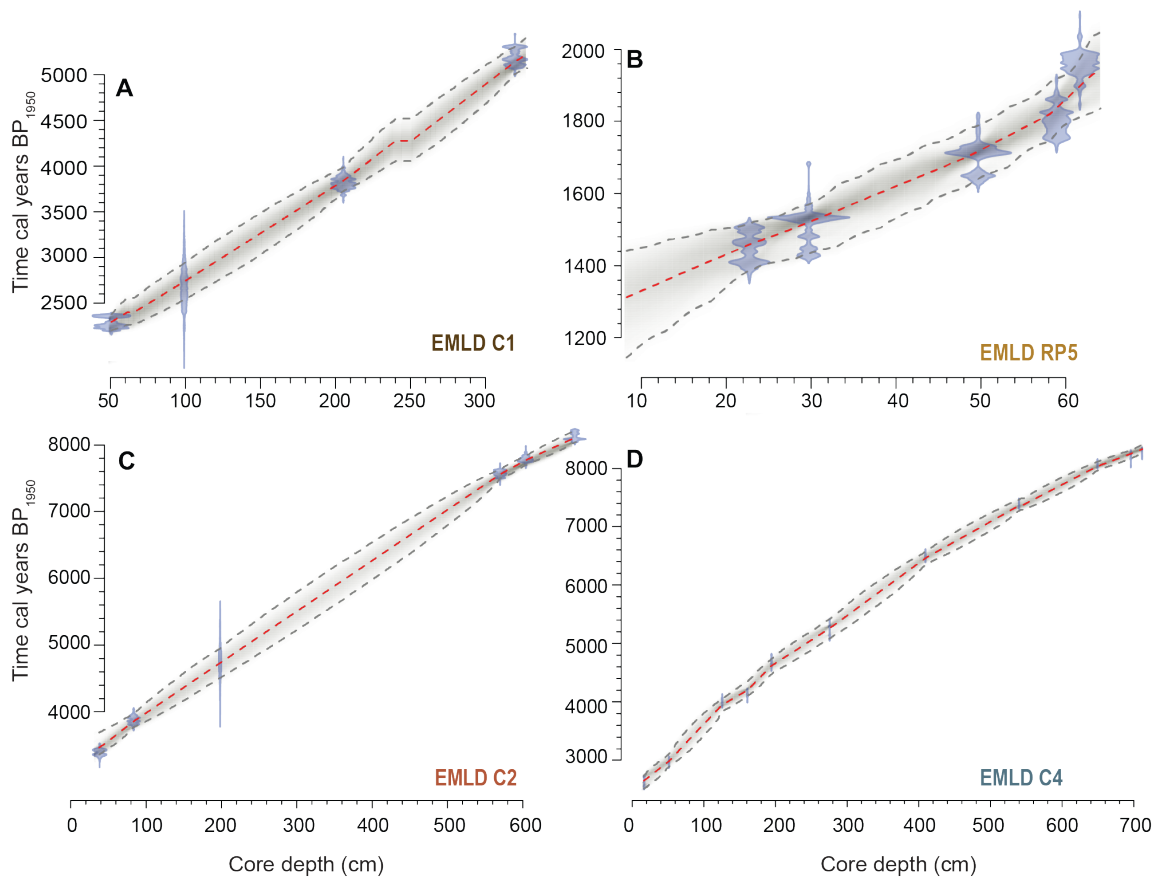 A
Time cal years BP1950
5000
4500
4000
3500
3000
2500
EMLD C1
50 100 150 200 250 300
B
2000
1800
1600
1400
1200
EMLD RP5
10 20 30 40 50 60
C
Time cal years BP1950
8000
7000
6000
5000
4000
EMLD C2
0 100 200 300 400 500 600
Core depth (cm)
D
8000
7000
6000
5000
4000
3000
EMLD C4
0 100 200 300 400 500 600 700
Core depth (cm)